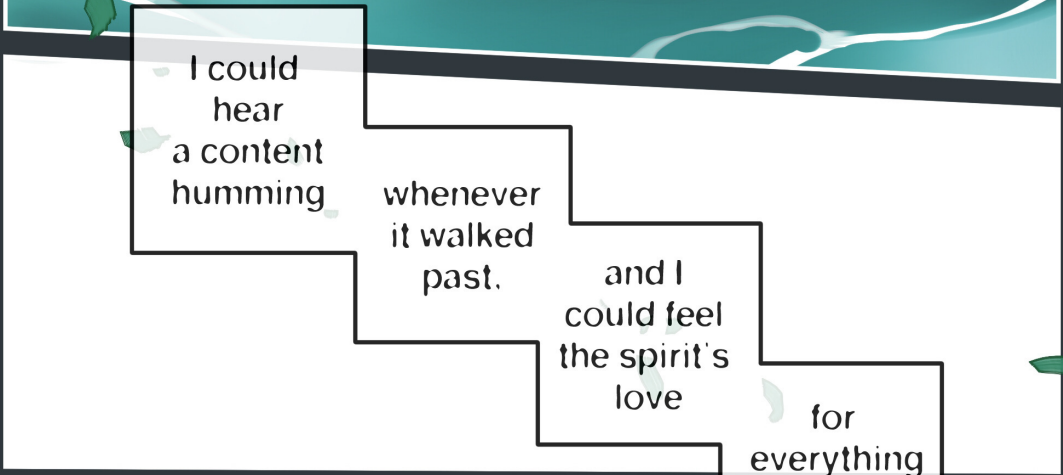 I could
hear
a content
humming
whenever
it walked
past.
and I
could feel
the spirit's
love
for
everything